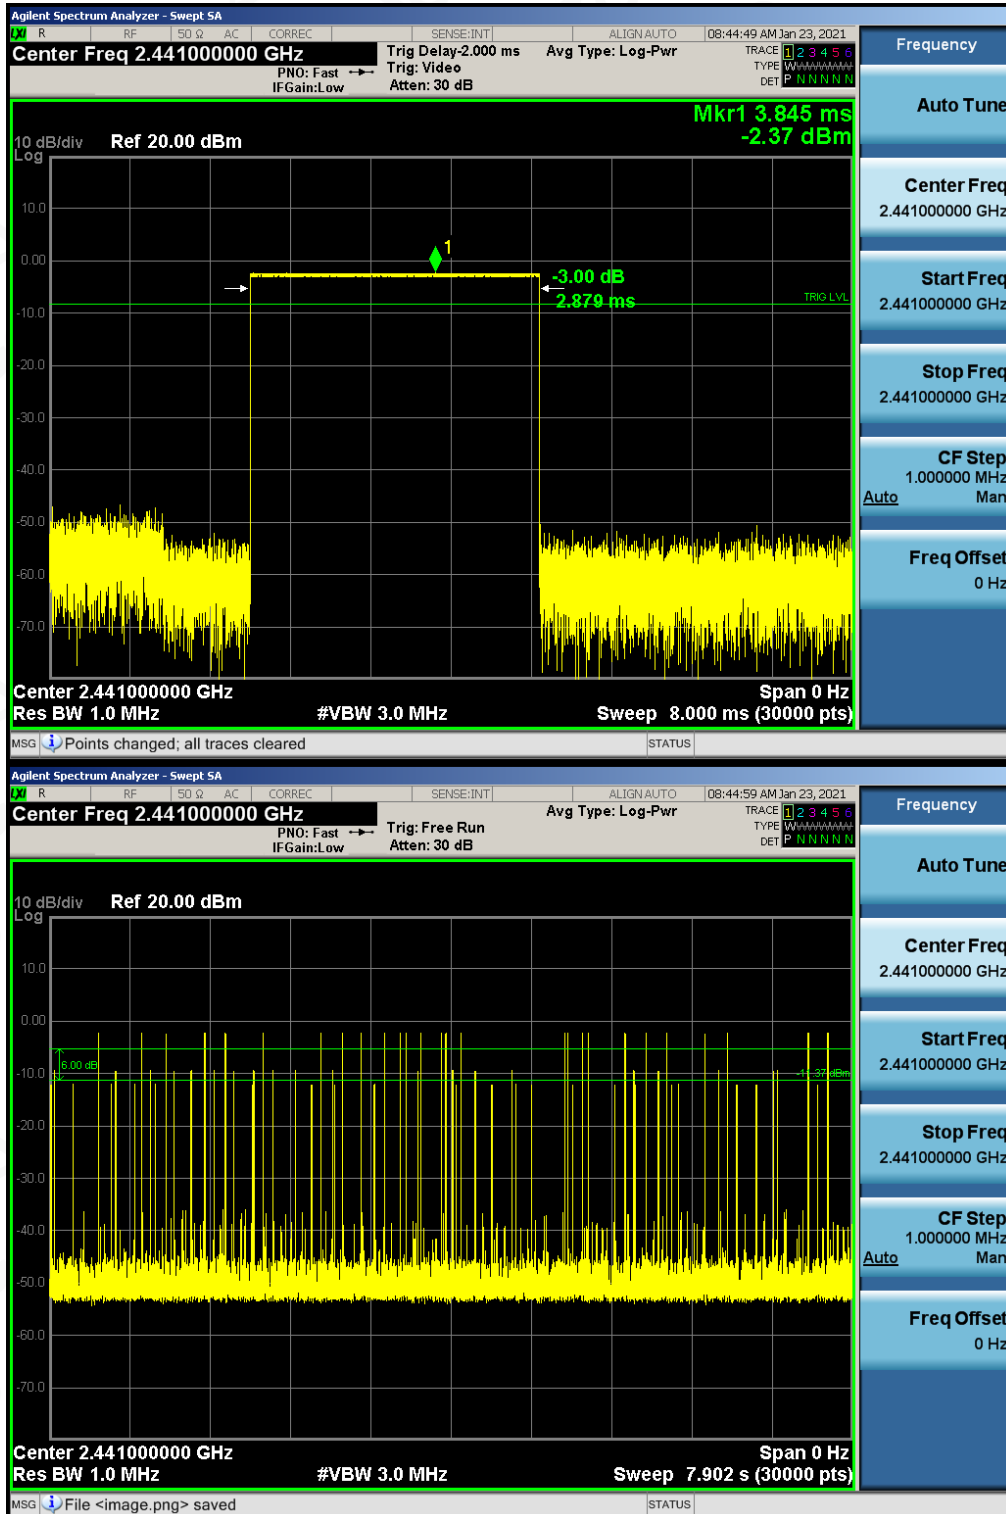 Agilent Spectrum Analyzer - Swept SA
LXI R RF 50 Ω AC CORREC SENSE:INT ALIGN AUTO 08:44:49 AM Jan 23, 2021
Center Freq 2.441000000 GHz Trig Delay-2.000 ms Avg Type: Log-Pwr TRACE 1 2 3 4 5 6
PNO: Fast Trig: Video TYPE WWWWWW
IFGain:Low Atten: 30 dB DET P N N N N N
Mkr1 3.845 ms
-2.37 dBm
10 dB/div Ref 20.00 dBm
Log
10.0
0.00
-10.0
-20.0
-30.0
-40.0
-50.0
-60.0
-70.0
1
-3.00 dB
2.879 ms
TRIG LVL
Center 2.441000000 GHz Span 0 Hz
Res BW 1.0 MHz #VBW 3.0 MHz Sweep 8.000 ms (30000 pts)
MSG Points changed; all traces cleared STATUS
Frequency
Auto Tune
Center Freq
2.441000000 GHz
Start Freq
2.441000000 GHz
Stop Freq
2.441000000 GHz
CF Step
1.000000 MHz
Auto Man
Freq Offset
0 Hz
Agilent Spectrum Analyzer - Swept SA
LXI R RF 50 Ω AC CORREC SENSE:INT ALIGN AUTO 08:44:59 AM Jan 23, 2021
Center Freq 2.441000000 GHz Avg Type: Log-Pwr TRACE 1 2 3 4 5 6
PNO: Fast Trig: Free Run TYPE WWWWWW
IFGain:Low Atten: 30 dB DET P N N N N N
10 dB/div Ref 20.00 dBm
Log
10.0
0.00
-10.0
-20.0
-30.0
-40.0
-50.0
-60.0
-70.0
6.00 dB
-11.37 dBm
Center 2.441000000 GHz Span 0 Hz
Res BW 1.0 MHz #VBW 3.0 MHz Sweep 7.902 s (30000 pts)
MSG File <image.png> saved STATUS
Frequency
Auto Tune
Center Freq
2.441000000 GHz
Start Freq
2.441000000 GHz
Stop Freq
2.441000000 GHz
CF Step
1.000000 MHz
Auto Man
Freq Offset
0 Hz